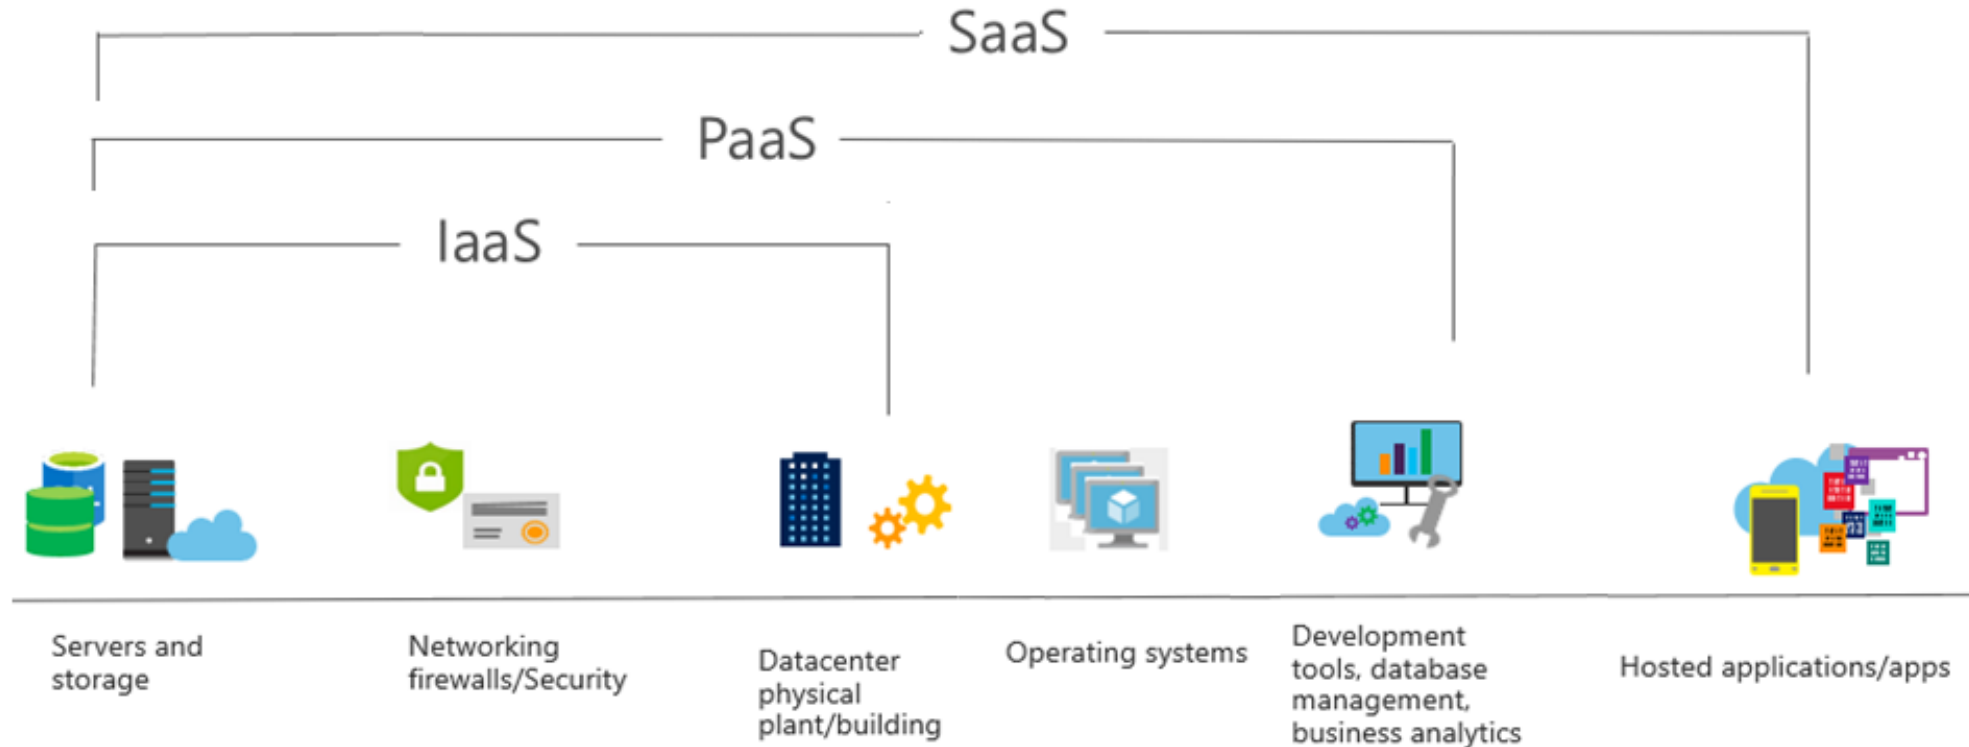 SaaS
PaaS
IaaS
Servers and
storage
Networking
firewalls/Security
Datacenter
physical
plant/building
Operating systems
Development
tools, database
management,
business analytics
Hosted applications/apps